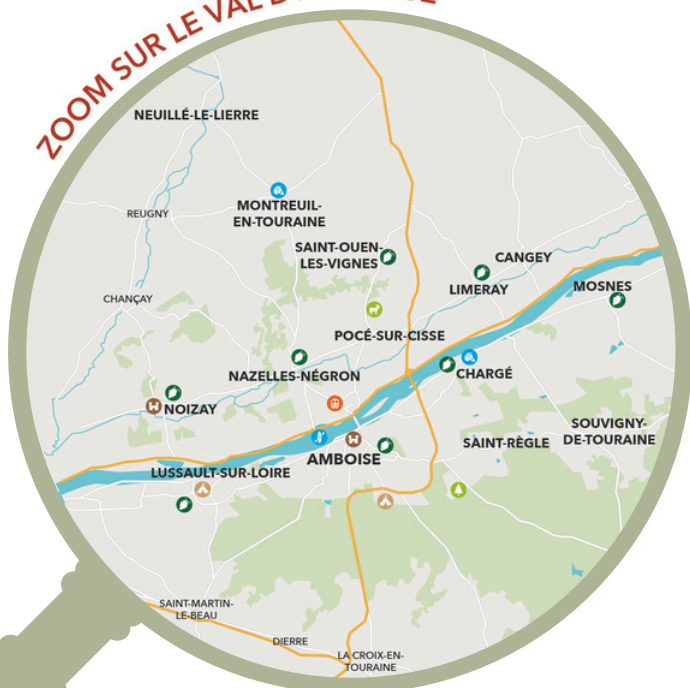 ZOOM SUR LE VAL
NEUILLÉ-LE-LIERRE
MONTREUIL-
EN-TOURAINE
REUGNY
SAINT-OUEN-
LES-VIGNES
CANGEY
LIMERAY
MOSNES
CHANÇAY
POCÉ-SUR-CISSE
NAZELLES-NÉGRON
CHARGÉ
NOIZAY
SOUVIGNY-
DE-TOURAINE
SAINT-RÈGLE
AMBOISE
LUSSAULT-SUR-LOIRE
SAINT-MARTIN-
LE-BEAU
DIERRE
LA CROIX-EN-
TOURAINE